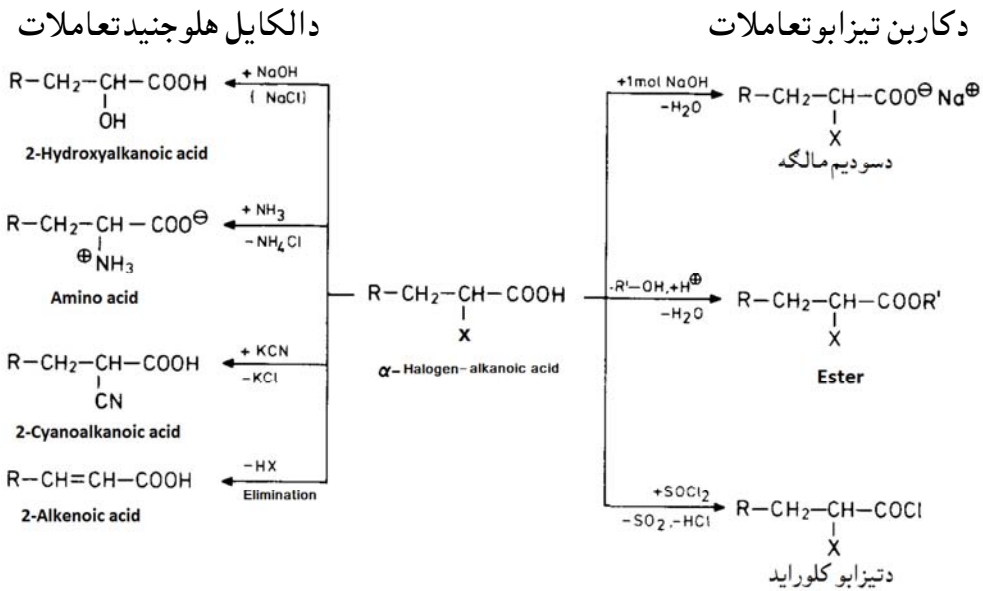 دالکایل هلوجنیدتعاملات
دکاربن تیزابوتعاملات
R–CH₂–CH–COOH
OH
2-Hydroxyalkanoic acid
+ NaOH
( NaCl)
R–CH₂–CH–COO⊖
⊕NH₃
Amino acid
+ NH₃
–NH₄Cl
R–CH₂–CH–COOH
CN
2-Cyanoalkanoic acid
+ KCN
–KCl
R–CH=CH–COOH
2-Alkenoic acid
–HX
Elimination
R–CH₂–CH–COOH
X
α–Halogen–alkanoic acid
+1mol NaOH
–H₂O
R–CH₂–CH–COO⊖ Na⊕
X
دسودیم مالګه
-R'–OH,+H⊕
–H₂O
R–CH₂–CH–COOR'
X
Ester
+SOCl₂
–SO₂,–HCl
R–CH₂–CH–COCl
X
دتیزابو کلوراید